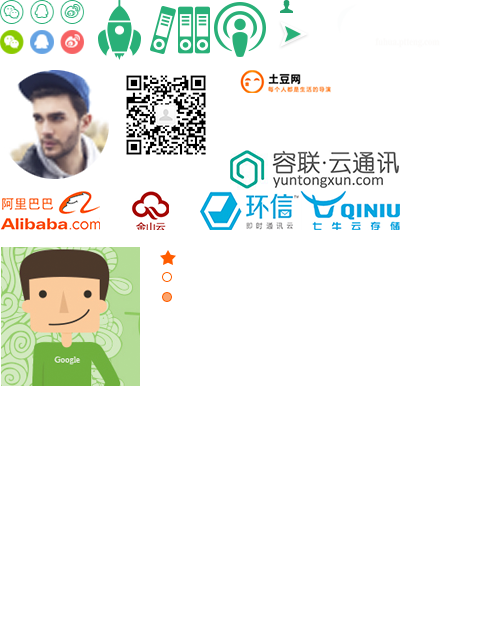 土豆网
每个人都是生活的导演
容联·云通讯
yuntongxun.com
阿里巴巴
Alibaba.com
金山云
环信™
即时通讯云
QINIU
七牛云存储
Google